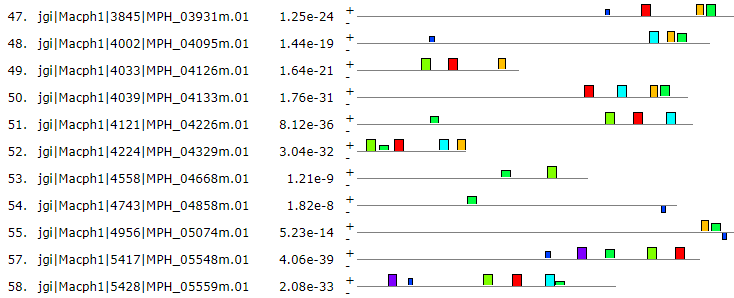 47. jgi|Macph1|3845|MPH_03931m.01 1.25e-24 + -
48. jgi|Macph1|4002|MPH_04095m.01 1.44e-19 + -
49. jgi|Macph1|4033|MPH_04126m.01 1.64e-21 + -
50. jgi|Macph1|4039|MPH_04133m.01 1.76e-31 + -
51. jgi|Macph1|4121|MPH_04226m.01 8.12e-36 + -
52. jgi|Macph1|4224|MPH_04329m.01 3.04e-32 + -
53. jgi|Macph1|4558|MPH_04668m.01 1.21e-9 + -
54. jgi|Macph1|4743|MPH_04858m.01 1.82e-8 + -
55. jgi|Macph1|4956|MPH_05074m.01 5.23e-14 + -
57. jgi|Macph1|5417|MPH_05548m.01 4.06e-39 + -
58. jgi|Macph1|5428|MPH_05559m.01 2.08e-33 + -